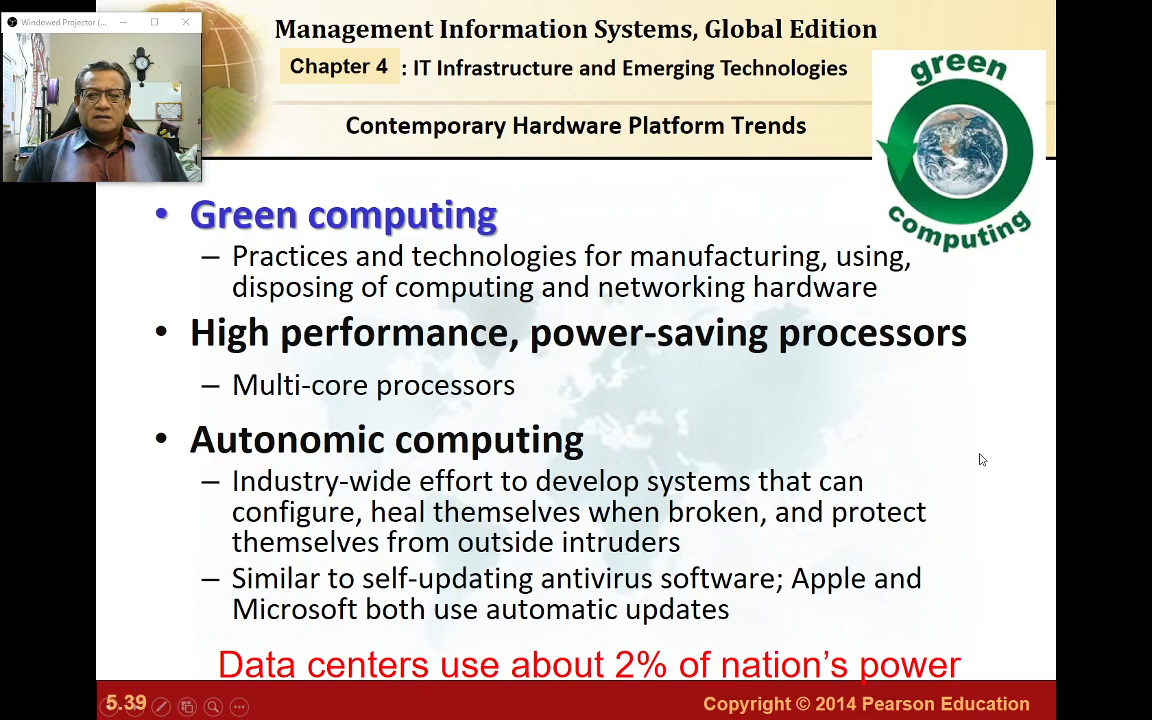 Windowed Projector (...
Management Information Systems, Global Edition
Chapter 4 : IT Infrastructure and Emerging Technologies
Contemporary Hardware Platform Trends
green
computing
• Green computing
– Practices and technologies for manufacturing, using,
disposing of computing and networking hardware
• High performance, power-saving processors
– Multi-core processors
• Autonomic computing
– Industry-wide effort to develop systems that can
configure, heal themselves when broken, and protect
themselves from outside intruders
– Similar to self-updating antivirus software; Apple and
Microsoft both use automatic updates
Data centers use about 2% of nation’s power
5.39
Copyright © 2014 Pearson Education